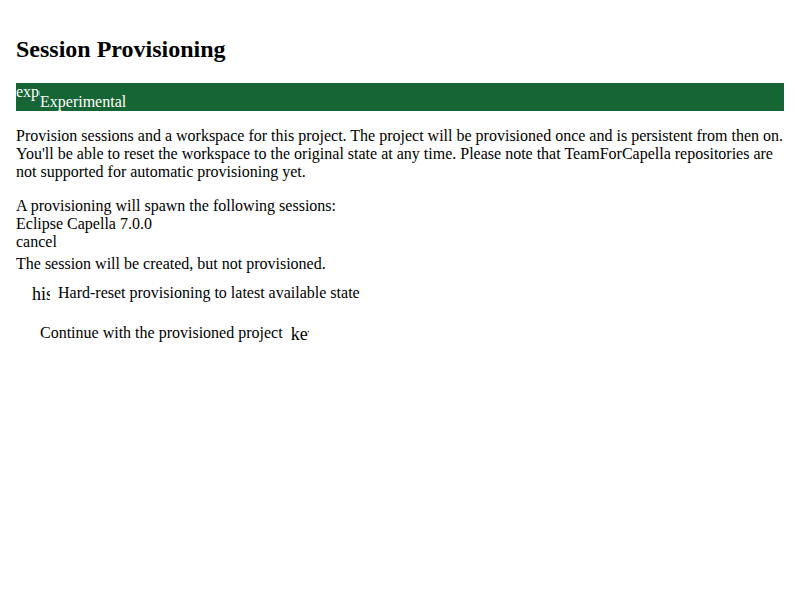 Session Provisioning
exp Experimental
Provision sessions and a workspace for this project. The project will be provisioned once and is persistent from then on.
You'll be able to reset the workspace to the original state at any time. Please note that TeamForCapella repositories are
not supported for automatic provisioning yet.
A provisioning will spawn the following sessions:
Eclipse Capella 7.0.0
cancel
The session will be created, but not provisioned.
his Hard-reset provisioning to latest available state
Continue with the provisioned project ke